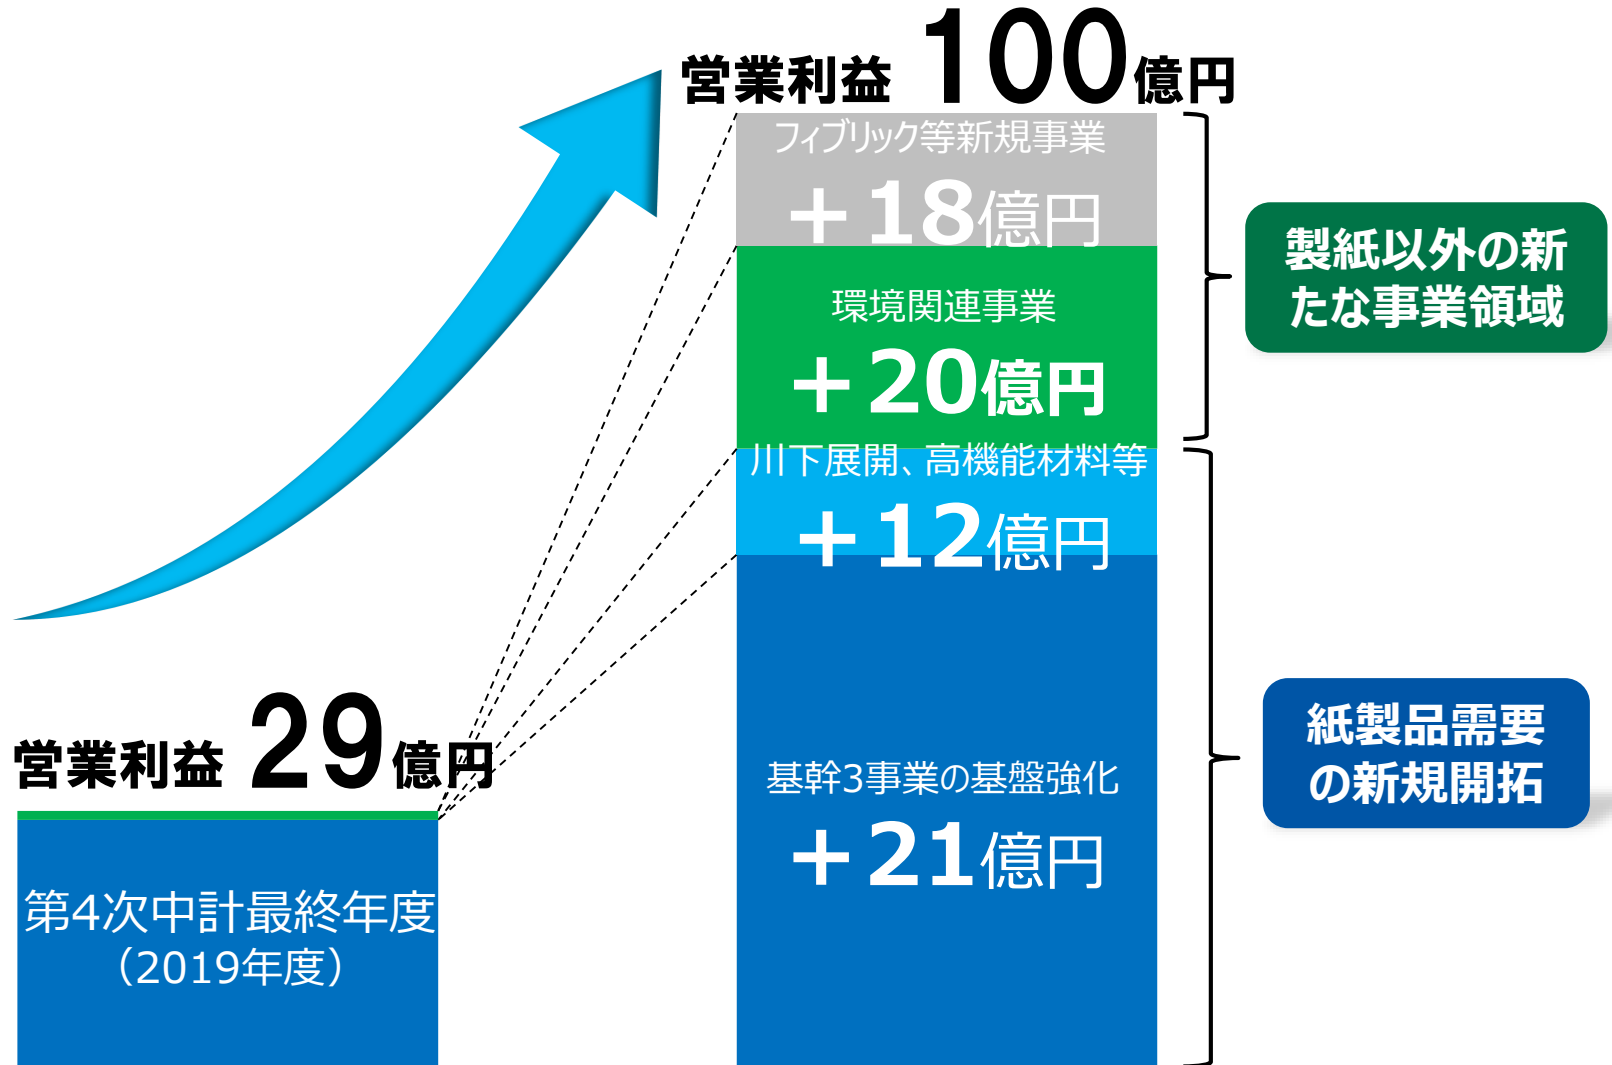 営業利益 100億円
フィブリック等新規事業
＋18億円
環境関連事業
＋20億円
川下展開、高機能材料等
＋12億円
基幹3事業の基盤強化
＋21億円
製紙以外の新
たな事業領域
紙製品需要
の新規開拓
営業利益 29億円
第4次中計最終年度
（2019年度）